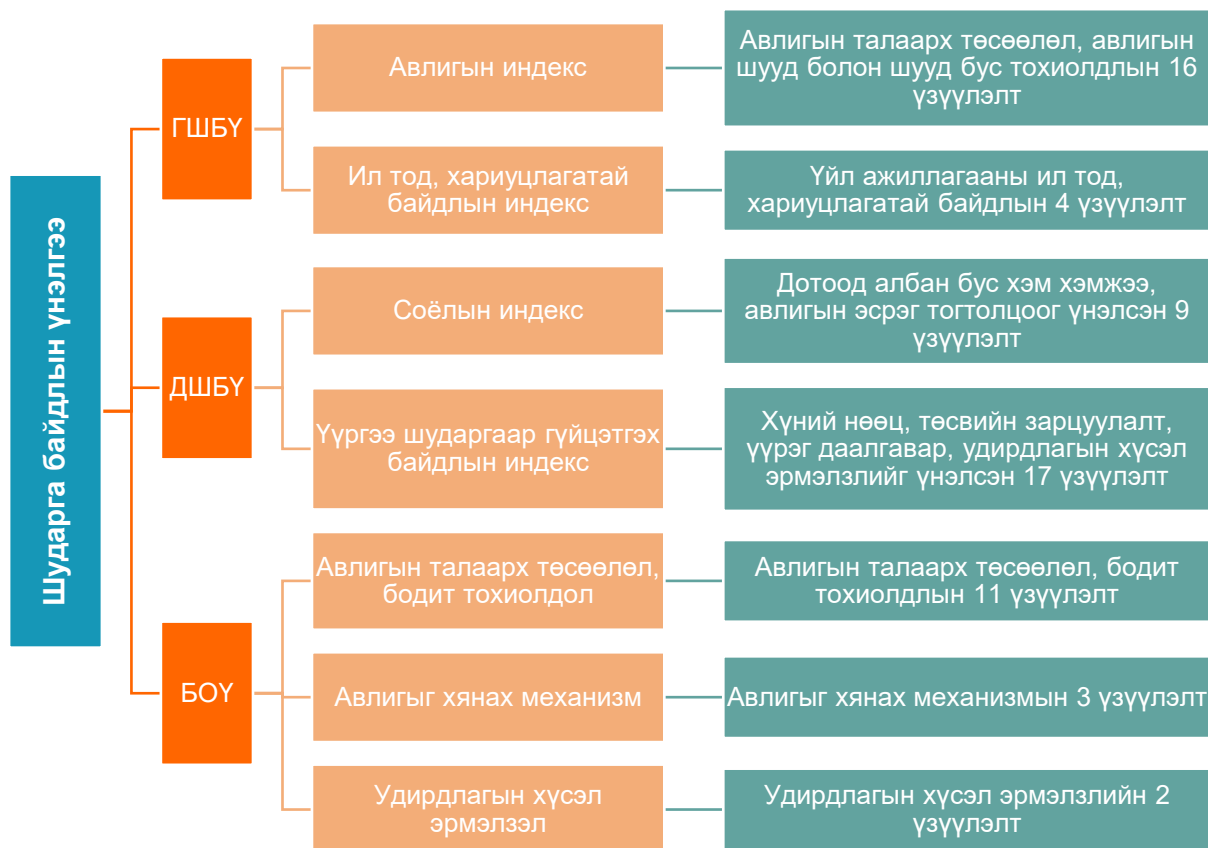 Шударга байдлын үнэлгээ
ГШБҮ
Авлигын индекс
Авлигын талаарх төсөөлөл, авлигын
шууд болон шууд бус тохиолдлын 16
үзүүлэлт
Ил тод, хариуцлагатай
байдлын индекс
Үйл ажиллагааны ил тод,
хариуцлагатай байдлын 4 үзүүлэлт
ДШБҮ
Соёлын индекс
Дотоод албан бус хэм хэмжээ,
авлигын эсрэг тогтолцоог үнэлсэн 9
үзүүлэлт
Үүргээ шударгаар гүйцэтгэх
байдлын индекс
Хүний нөөц, төсвийн зарцуулалт,
үүрэг даалгавар, удирдлагын хүсэл
эрмэлзлийг үнэлсэн 17 үзүүлэлт
БОҮ
Авлигын талаарх төсөөлөл,
бодит тохиолдол
Авлигын талаарх төсөөлөл, бодит
тохиолдлын 11 үзүүлэлт
Авлигыг хянах механизм
Авлигыг хянах механизмын 3 үзүүлэлт
Удирдлагын хүсэл
эрмэлзэл
Удирдлагын хүсэл эрмэлзлийн 2
үзүүлэлт